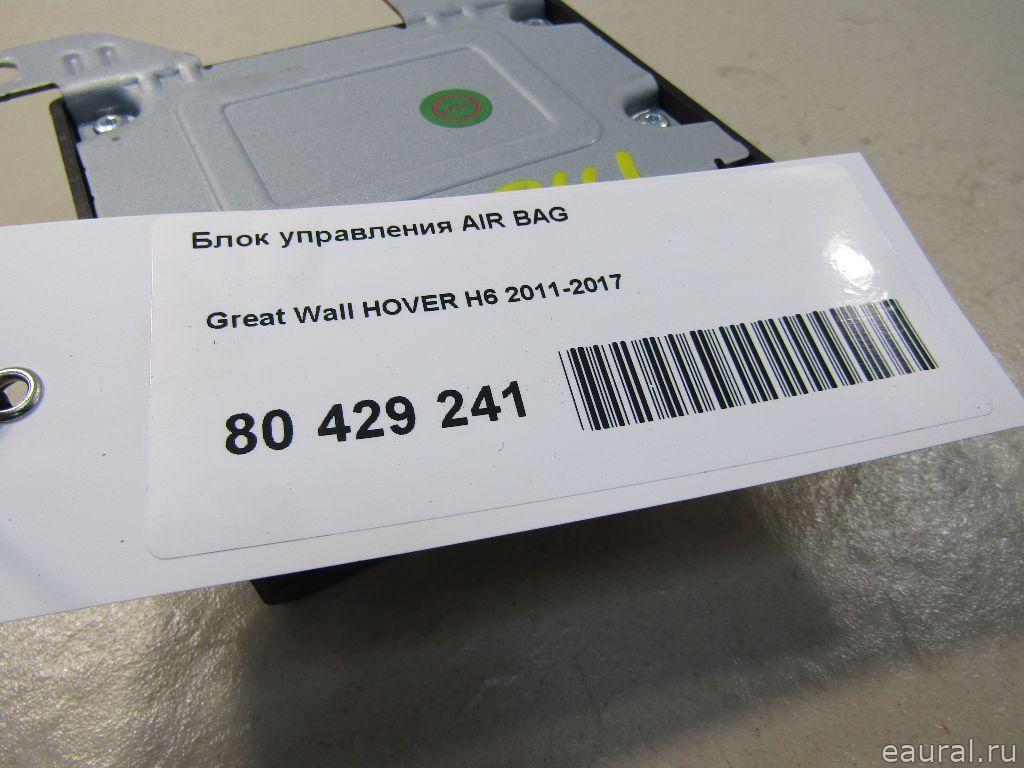 Блок управления AIR BAG
Great Wall HOVER H6 2011-2017
80 429 241
eaural.ru